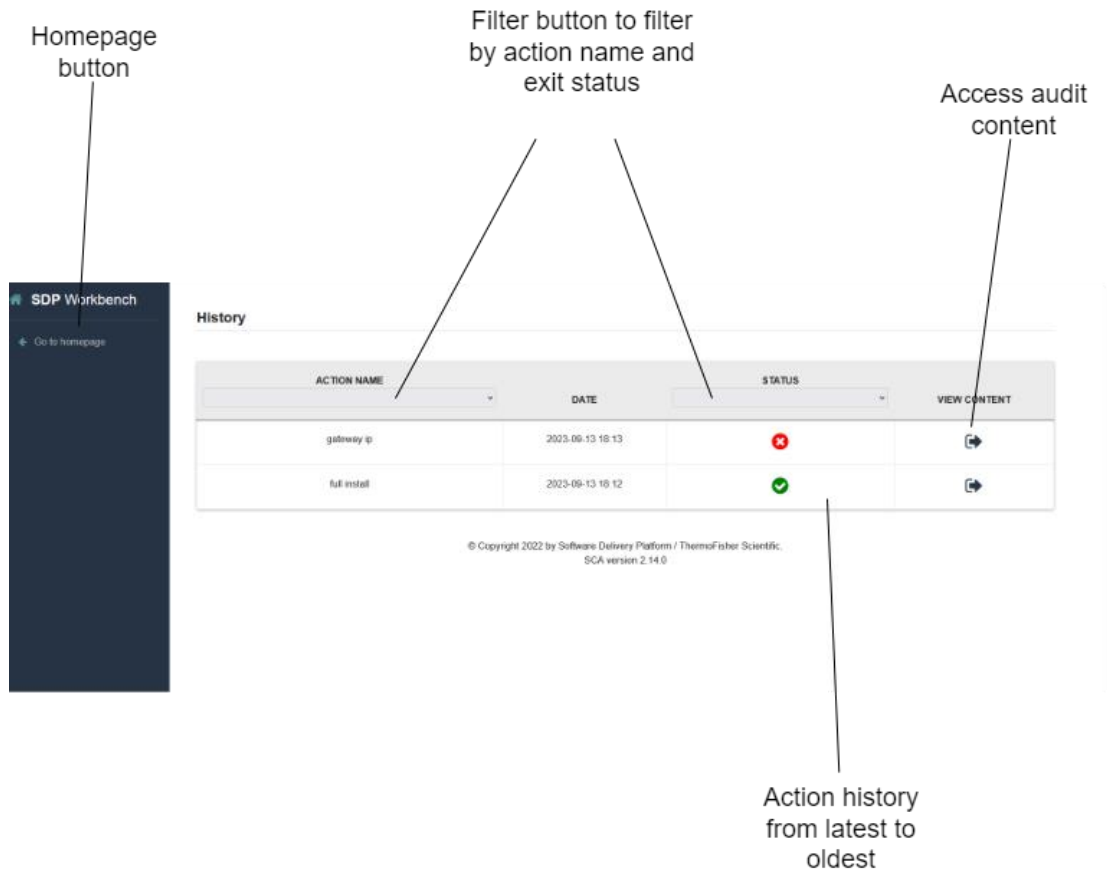 Homepage
button
Filter button to filter
by action name and
exit status
Access audit
content
SDP Workbench
Go to homepage
History
ACTION NAME
DATE
STATUS
VIEW CONTENT
gateway ip
2023-09-13 18:13
full install
2023-09-13 18:12
© Copyright 2022 by Software Delivery Platform / ThermoFisher Scientific.
SCA version 2.14.0
Action history
from latest to
oldest